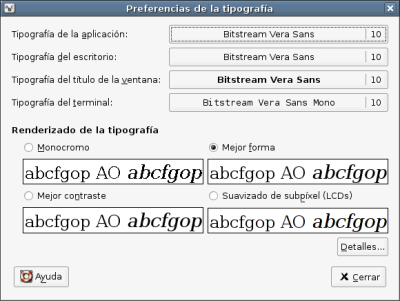 Preferencias de la tipografía
Tipografía de la aplicación: Bitstream Vera Sans 10
Tipografía del escritorio: Bitstream Vera Sans 10
Tipografía del título de la ventana: Bitstream Vera Sans 10
Tipografía del terminal: Bitstream Vera Sans Mono 10
Renderizado de la tipografía
Monocromo Mejor forma
abcfgop AO abcfgop abcfgop AO abcfgop
Mejor contraste Suavizado de subpíxel (LCDs)
abcfgop AO abcfgop abcfgop AO abcfgop
Detalles...
Ayuda Cerrar